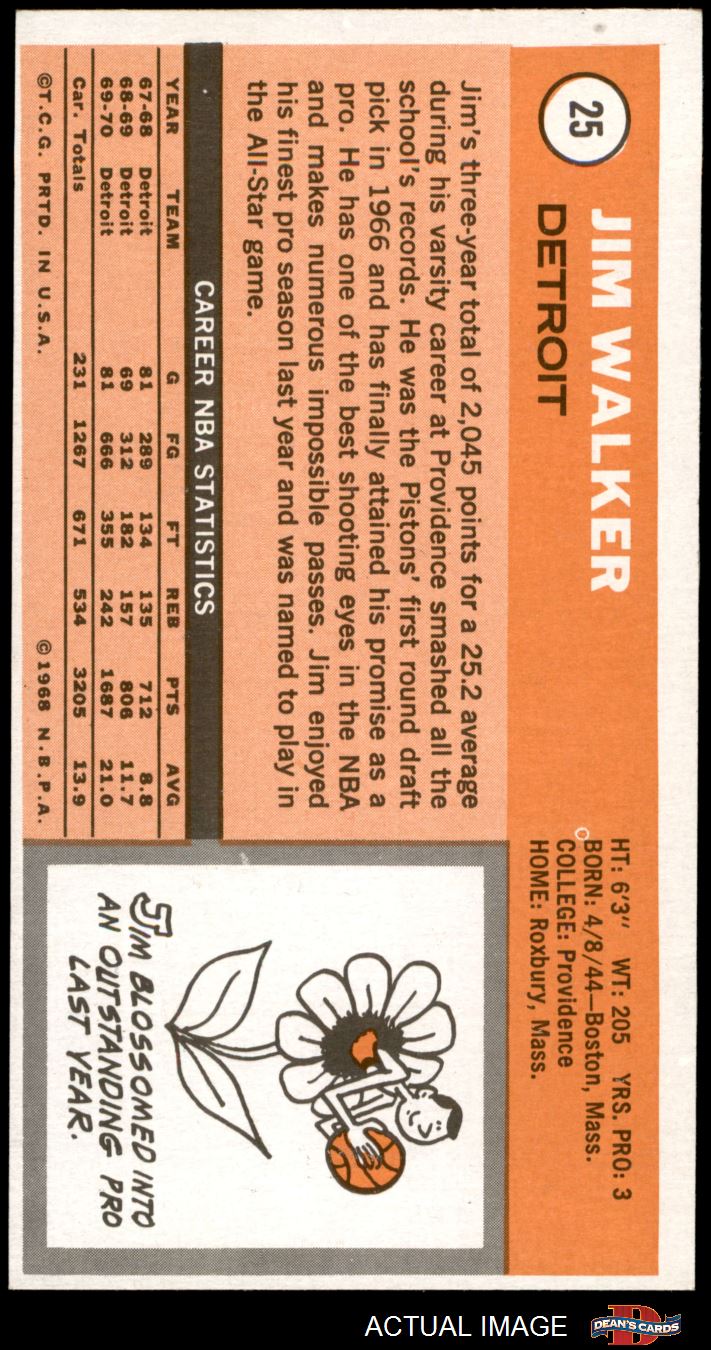 25
JIM WALKER
DETROIT
HT: 6'3" WT: 205 YRS. PRO: 3
BORN: 4/8/44—Boston, Mass.
COLLEGE: Providence
HOME: Roxbury, Mass.
Jim's three-year total of 2,045 points for a 25.2 average
during his varsity career at Providence smashed all the
school's records. He was the Pistons' first round draft
pick in 1966 and has finally attained his promise as a
pro. He has one of the best shooting eyes in the NBA
and makes numerous impossible passes. Jim enjoyed
his finest pro season last year and was named to play in
the All-Star game.
CAREER NBA STATISTICS
YEAR TEAM G FG FT REB PTS AVG
67-68 Detroit 81 289 134 135 712 8.8
68-69 Detroit 69 312 182 157 806 11.7
69-70 Detroit 81 666 355 242 1687 21.0
Car. Totals 231 1267 671 534 3205 13.9
©T.C.G. PRTD. IN U.S.A. ©1968 N.B.P.A.
JIM BLOSSOMED INTO
AN OUTSTANDING PRO
LAST YEAR.
ACTUAL IMAGE
DEAN'S CARDS